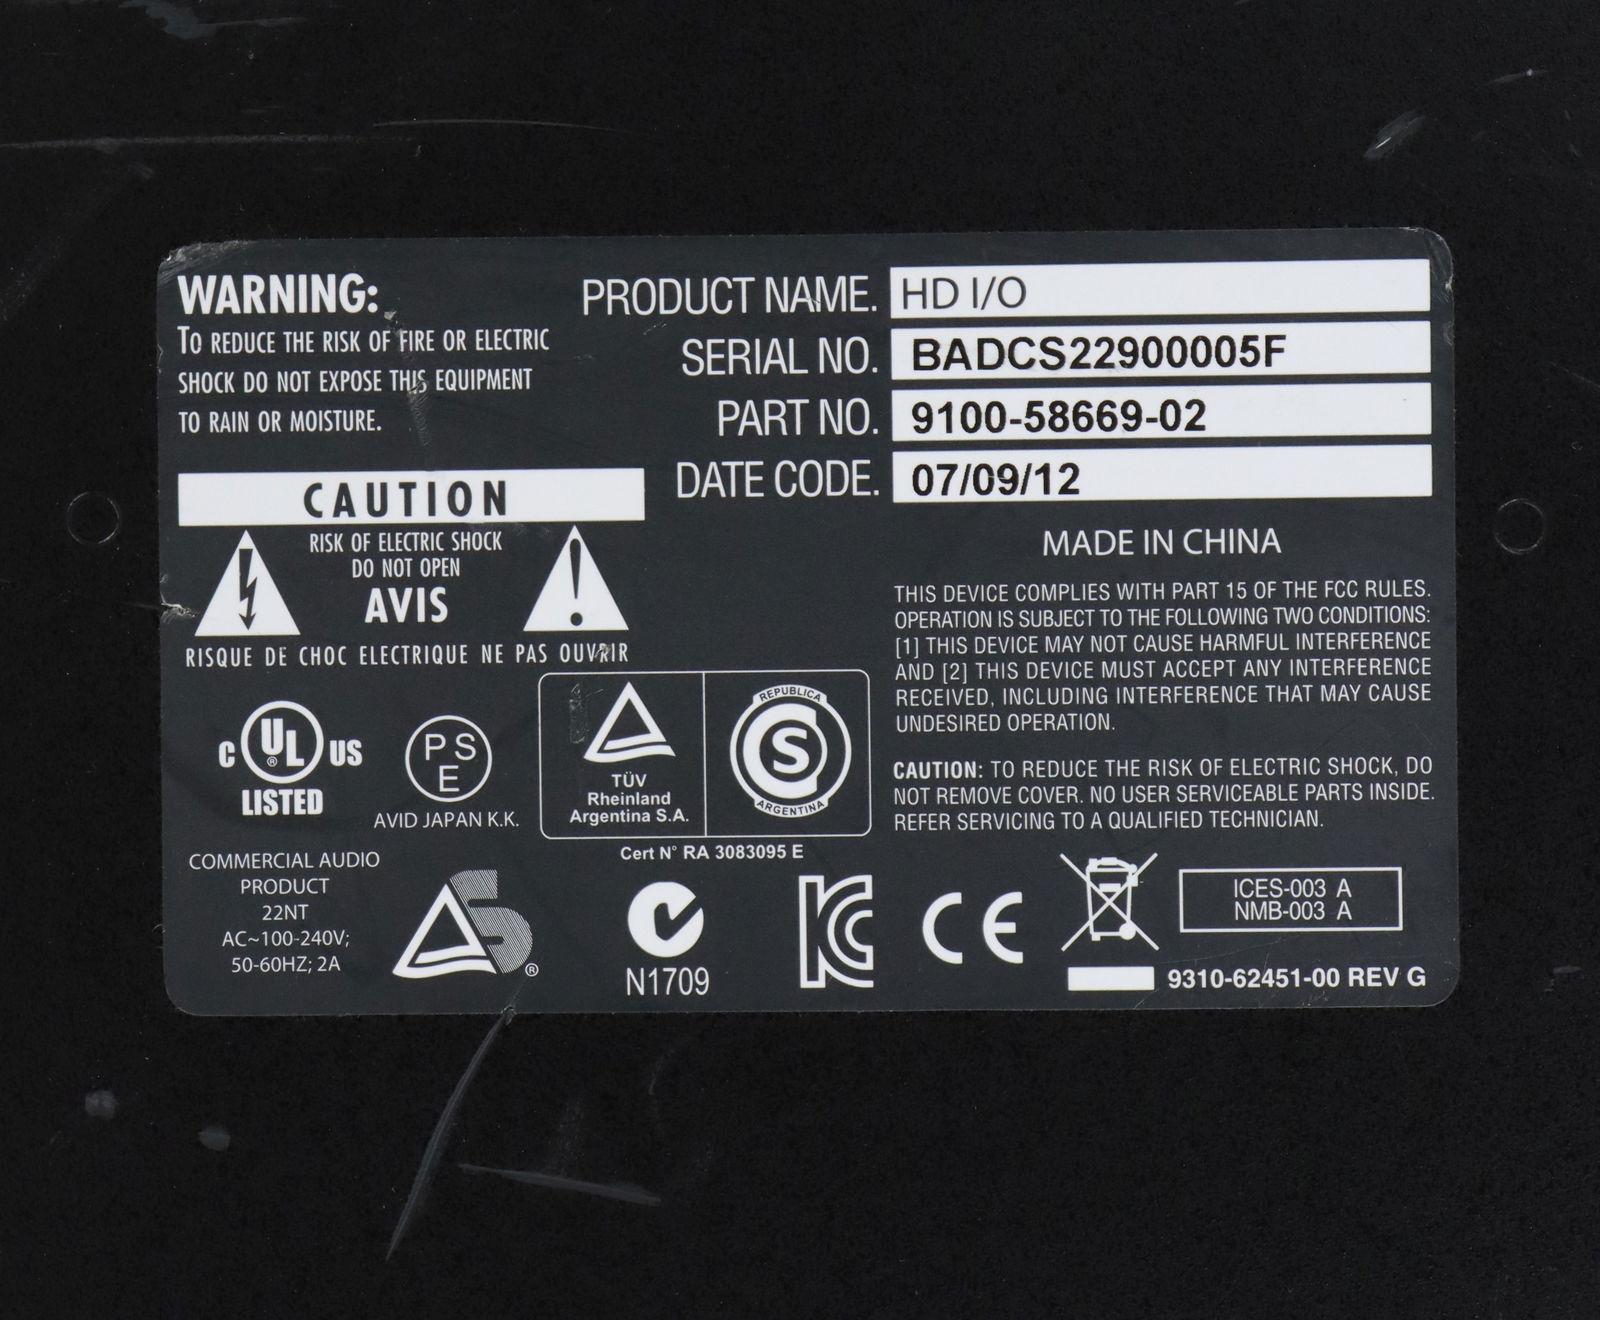 WARNING:
TO REDUCE THE RISK OF FIRE OR ELECTRIC
SHOCK DO NOT EXPOSE THIS EQUIPMENT
TO RAIN OR MOISTURE.
PRODUCT NAME. HD I/O
SERIAL NO. BADCS22900005F
PART NO. 9100-58669-02
DATE CODE. 07/09/12
CAUTION
RISK OF ELECTRIC SHOCK
DO NOT OPEN
AVIS
RISQUE DE CHOC ELECTRIQUE NE PAS OUVRIR
MADE IN CHINA
THIS DEVICE COMPLIES WITH PART 15 OF THE FCC RULES.
OPERATION IS SUBJECT TO THE FOLLOWING TWO CONDITIONS:
[1] THIS DEVICE MAY NOT CAUSE HARMFUL INTERFERENCE
AND [2] THIS DEVICE MUST ACCEPT ANY INTERFERENCE
RECEIVED, INCLUDING INTERFERENCE THAT MAY CAUSE
UNDESIRED OPERATION.
CAUTION: TO REDUCE THE RISK OF ELECTRIC SHOCK, DO
NOT REMOVE COVER. NO USER SERVICEABLE PARTS INSIDE.
REFER SERVICING TO A QUALIFIED TECHNICIAN.
C UL® US
LISTED
PS
E
AVID JAPAN K.K.
TÜV
Rheinland
Argentina S.A.
REPUBLICA
S
ARGENTINA
Cert N° RA 3083095 E
COMMERCIAL AUDIO
PRODUCT
22NT
AC~100-240V;
50-60HZ; 2A
S®
N1709
KC
CE
ICES-003 A
NMB-003 A
9310-62451-00 REV G